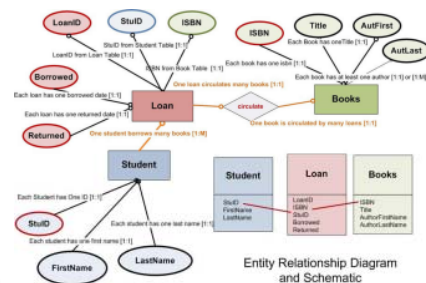 LoanID
StuID
ISBN
StuID from Student Table [1:1]
LoanID from Loan Table [1:1]
ISBN from Book Table [1:1]
ISBN
Title
AutFirst
AutLast
Each Book has oneTitle [1:1]
Each book has one isbn [1:1]
Each book has at least one author [1:1] or [1:M]
Borrowed
Each loan has one borrowed date [1:1]
Each loan has one returned date [1:1]
Returned
One loan circulates many books [1:1]
Loan
circulate
Books
One book is circulated by many loans [1:1]
One student borrows many books [1:M]
Student
Each Student has One ID [1:1]
StuID
Each student has one last name [1:1]
Each student has one first name [1:1]
FirstName
LastName
Student
StuID
FirstName
LastName
Loan
LoanID
ISBN
StuID
Borrowed
Returned
Books
ISBN
Title
AuthorFirstName
AuthorLastName
Entity Relationship Diagram
and Schematic